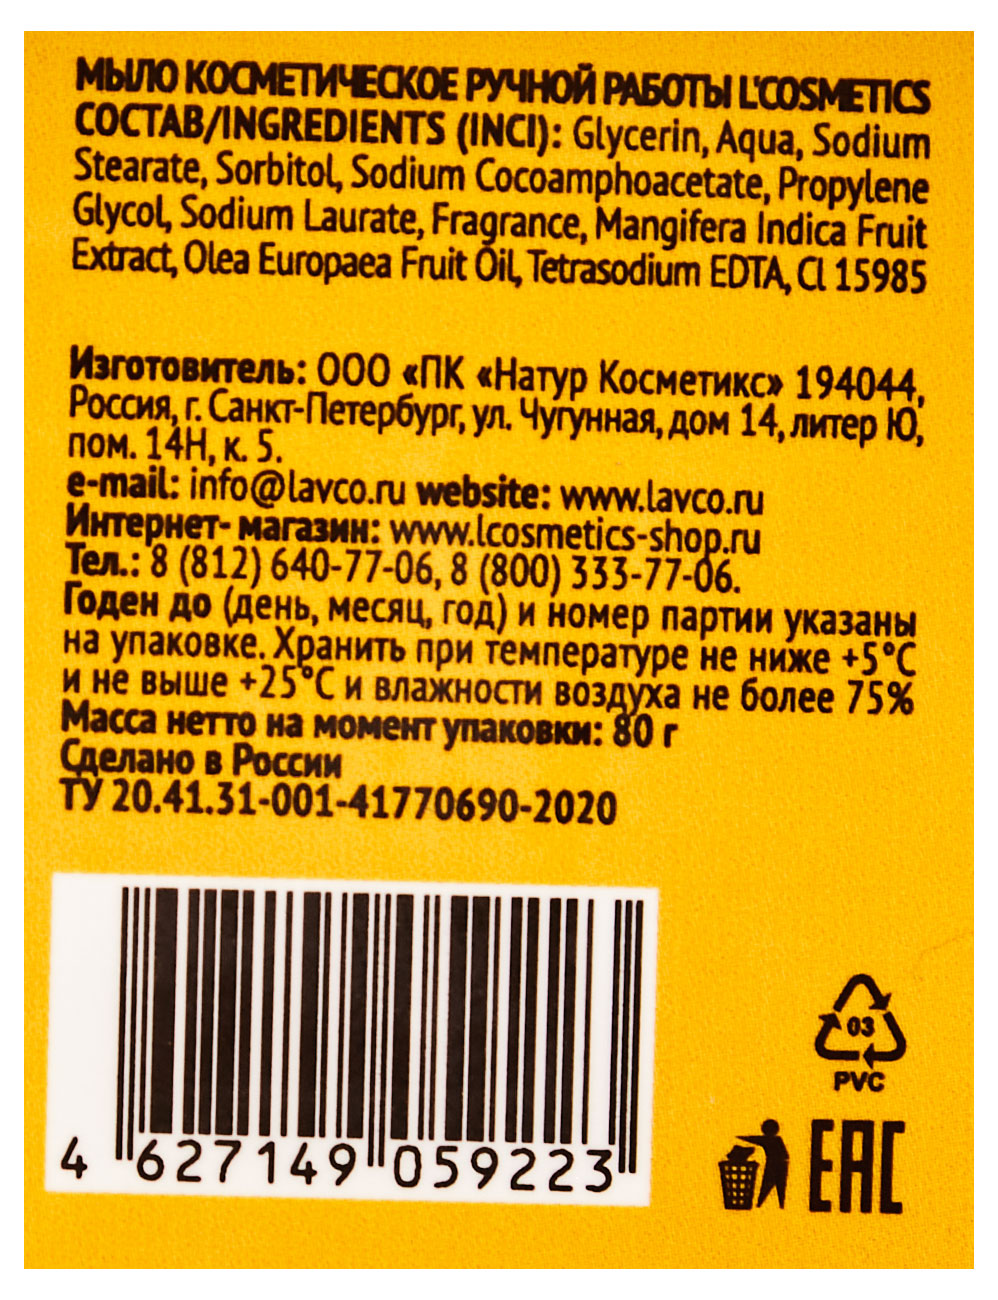 МЫЛО КОСМЕТИЧЕСКОЕ РУЧНОЙ РАБОТЫ L'COSMETICS
СОСТАВ/INGREDIENTS (INCI): Glycerin, Aqua, Sodium
Stearate, Sorbitol, Sodium Cocoamphoacetate, Propylene
Glycol, Sodium Laurate, Fragrance, Mangifera Indica Fruit
Extract, Olea Europaea Fruit Oil, Tetrasodium EDTA, Cl 15985
Изготовитель: ООО «ПК «Натур Косметикс» 194044,
Россия, г. Санкт-Петербург, ул. Чугунная, дом 14, литер Ю,
пом. 14Н, к. 5.
e-mail: info@lavco.ru website: www.lavco.ru
Интернет- магазин: www.lcosmetics-shop.ru
Тел.: 8 (812) 640-77-06, 8 (800) 333-77-06.
Годен до (день, месяц, год) и номер партии указаны
на упаковке. Хранить при температуре не ниже +5°C
и не выше +25°C и влажности воздуха не более 75%
Масса нетто на момент упаковки: 80 г
Сделано в России
ТУ 20.41.31-001-41770690-2020
03
PVC
4 627149 059223
EAC